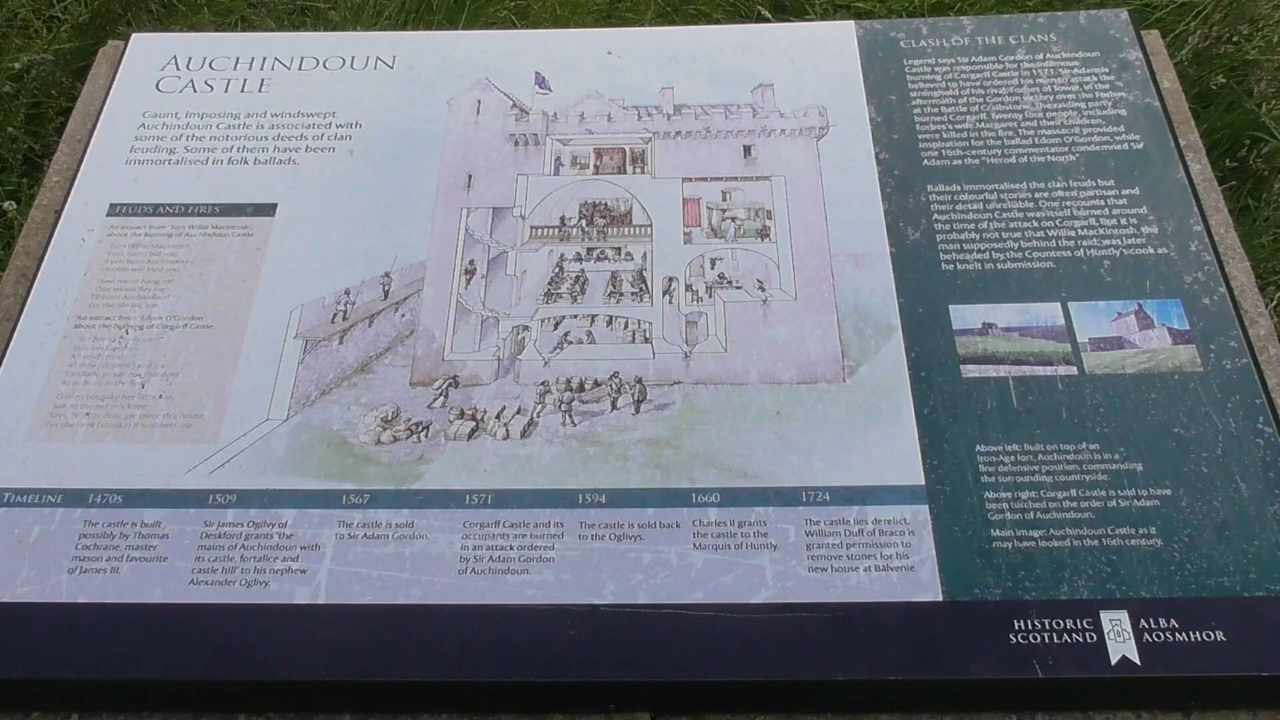 AUCHINDOUN
CASTLE
Gaunt, imposing and windswept.
Auchindoun Castle is associated with
some of the notorious deeds of clan
feuding. Some of them have been
immortalised in folk ballads.
FEUDS AND FIRES
An extract from 'Turn Willie Macintosh'
about the burning of Auchindoun Castle
Turn Willie Macintosh,
An extract from 'Edom O'Gordon'
about the burning of Corgarff Castle
CLASH OF THE CLANS
Legend says Sir Adam Gordon of Auchindoun
Castle was responsible for the infamous
burning of Corgarff Castle in 1571. Sir Adam is
believed to have ordered his men to attack the
stronghold of his rival, Forbes of Towie, in the
aftermath of the Gordon victory over the Forbes
at the Battle of Craibstone. The raiding party
burned Corgarff. Twenty four people, including
Forbes's wife Margaret and their children,
were killed in the fire. The massacre provided
inspiration for the ballad Edom O'Gordon, while
one 16th-century commentator condemned Sir
Adam as the "Herod of the North"
Ballads immortalised the clan feuds but
their colourful stories are often partisan and
their detail unreliable. One recounts that
Auchindoun Castle was itself burned around
the time of the attack on Corgarff. But it is
probably not true that Willie MacKintosh, the
man supposedly behind the raid, was later
beheaded by the Countess of Huntly's cook as
he knelt in submission.
Above left: Built on top of an
Iron-Age fort, Auchindoun is in a
fine defensive position, commanding
the surrounding countryside.
Above right: Corgarff Castle is said to have
been torched on the order of Sir Adam
Gordon of Auchindoun.
Main image: Auchindoun Castle as it
may have looked in the 16th century.
TIMELINE 1470s 1509 1567 1571 1594 1660 1724
The castle is built,
possibly by Thomas
Cochrane, master
mason and favourite
of James III.
Sir James Ogilvy of
Deskford grants 'the
mains of Auchindoun with
its castle, fortalice and
castle hill' to his nephew
Alexander Oglivy.
The castle is sold
to Sir Adam Gordon.
Corgarff Castle and its
occupants are burned
in an attack ordered
by Sir Adam Gordon
of Auchindoun.
The castle is sold back
to the Oglivys.
Charles II grants
the castle to the
Marquis of Huntly.
The castle lies derelict.
William Duff of Braco is
granted permission to
remove stones for his
new house at Balvenie.
HISTORIC SCOTLAND
ALBA AOSMHOR